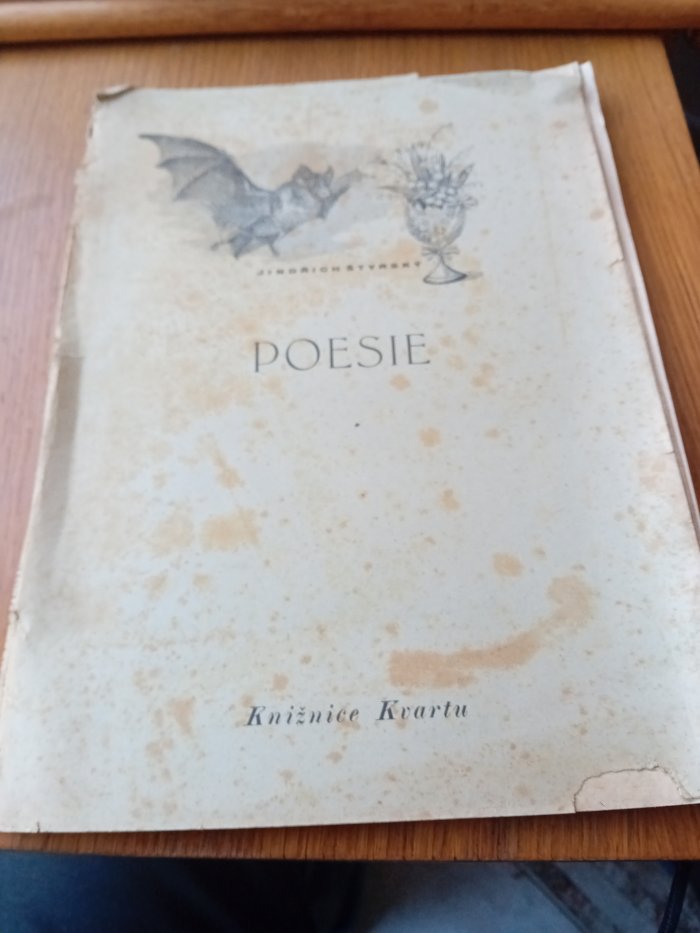 JINDŘICH ŠTYRSKÝ
POESIE
Knižnice Kvartu